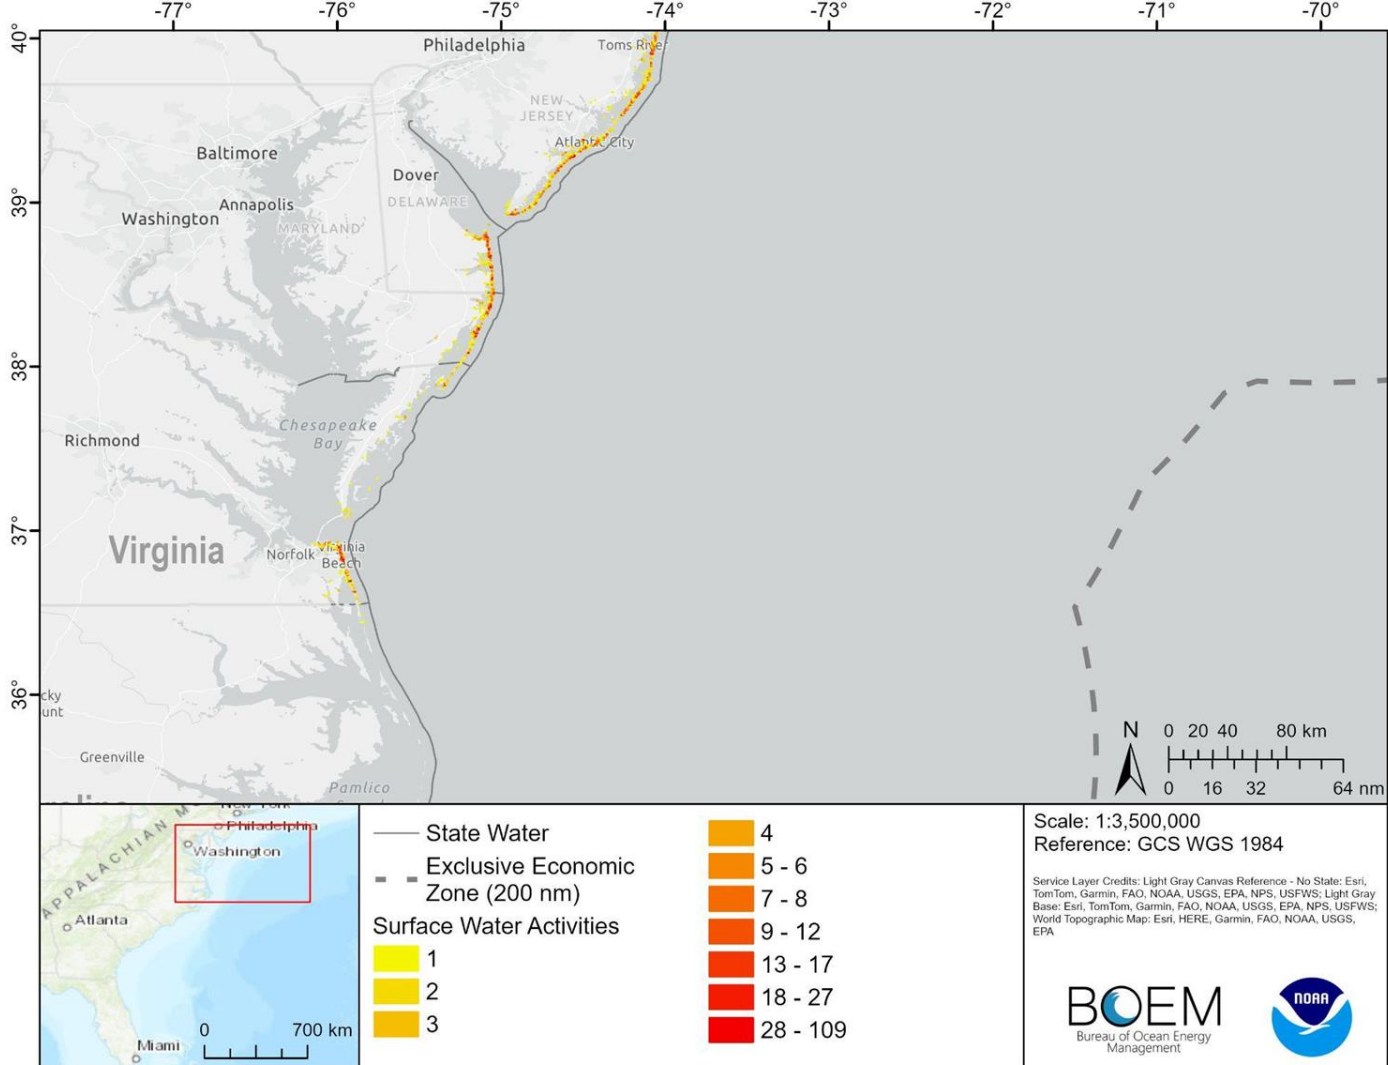 -77° -76° -75° -74° -73° -72° -71° -70°
40°
39°
38°
37°
36°
Philadelphia
Toms River
NEW
JERSEY
Atlantic City
Baltimore
Dover
Annapolis
DELAWARE
Washington
MARYLAND
Chesapeake
Bay
Richmond
Virginia
Norfolk
Virginia
Beach
cky
unt
Greenville
Pamlico
N
0 20 40 80 km
0 16 32 64 nm
New York
Philadelphia
Washington
APPALACHIAN M
Atlanta
Miami
0 700 km
State Water
Exclusive Economic
Zone (200 nm)
Surface Water Activities
1
2
3
4
5 - 6
7 - 8
9 - 12
13 - 17
18 - 27
28 - 109
Scale: 1:3,500,000
Reference: GCS WGS 1984
Service Layer Credits: Light Gray Canvas Reference - No State: Esri,
TomTom, Garmin, FAO, NOAA, USGS, EPA, NPS, USFWS; Light Gray
Base: Esri, TomTom, Garmin, FAO, NOAA, USGS, EPA, NPS, USFWS;
World Topographic Map: Esri, HERE, Garmin, FAO, NOAA, USGS,
EPA
BOEM
Bureau of Ocean Energy
Management
NOAA